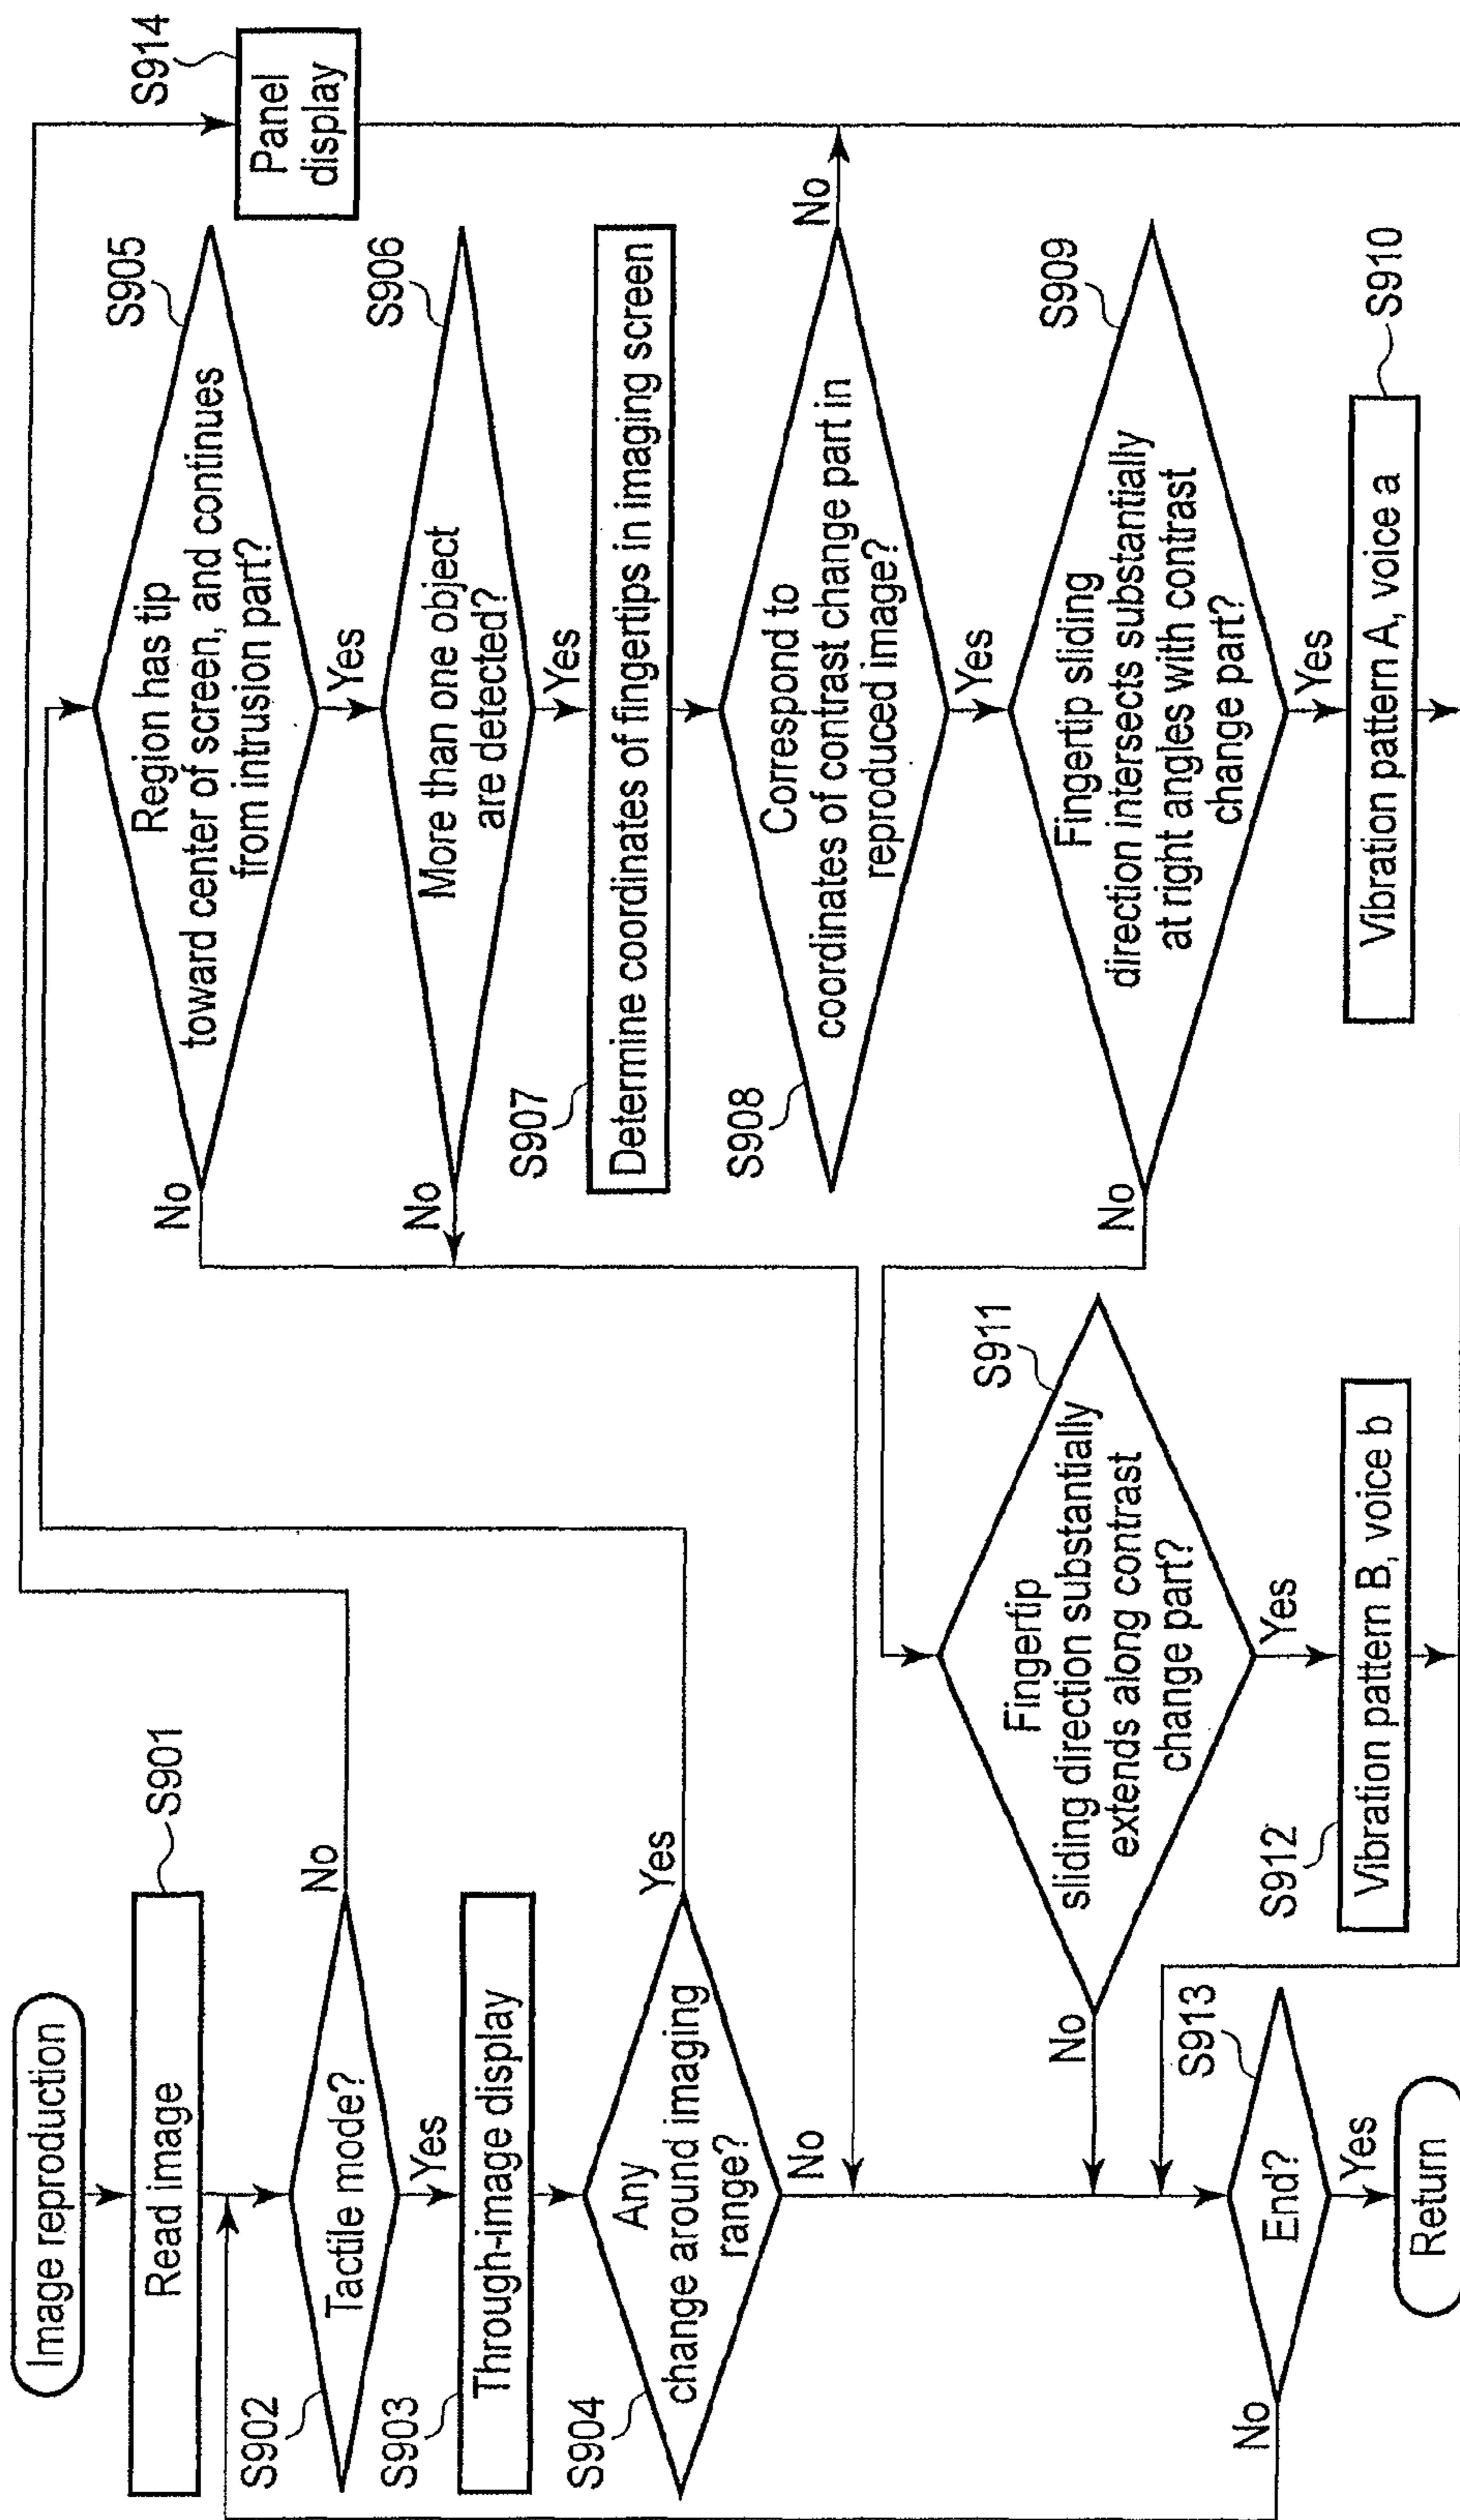 Image reproduction
Read image
S901
S902
Tactile mode?
No
Yes
S903
Through-image display
S904
Any
change around imaging
range?
Yes
No
S905
Region has tip
toward center of screen, and continues
from intrusion part?
No
Yes
S906
More than one object
are detected?
No
Yes
S907
Determine coordinates of fingertips in imaging screen
S908
Correspond to
coordinates of contrast change part in
reproduced image?
No
Yes
S909
Fingertip sliding
direction intersects substantially
at right angles with contrast
change part?
No
Yes
Vibration pattern A, voice a
S910
S911
Fingertip
sliding direction substantially
extends along contrast
change part?
No
Yes
S912
Vibration pattern B, voice b
S913
End?
No
Yes
Return
S914
Panel
display